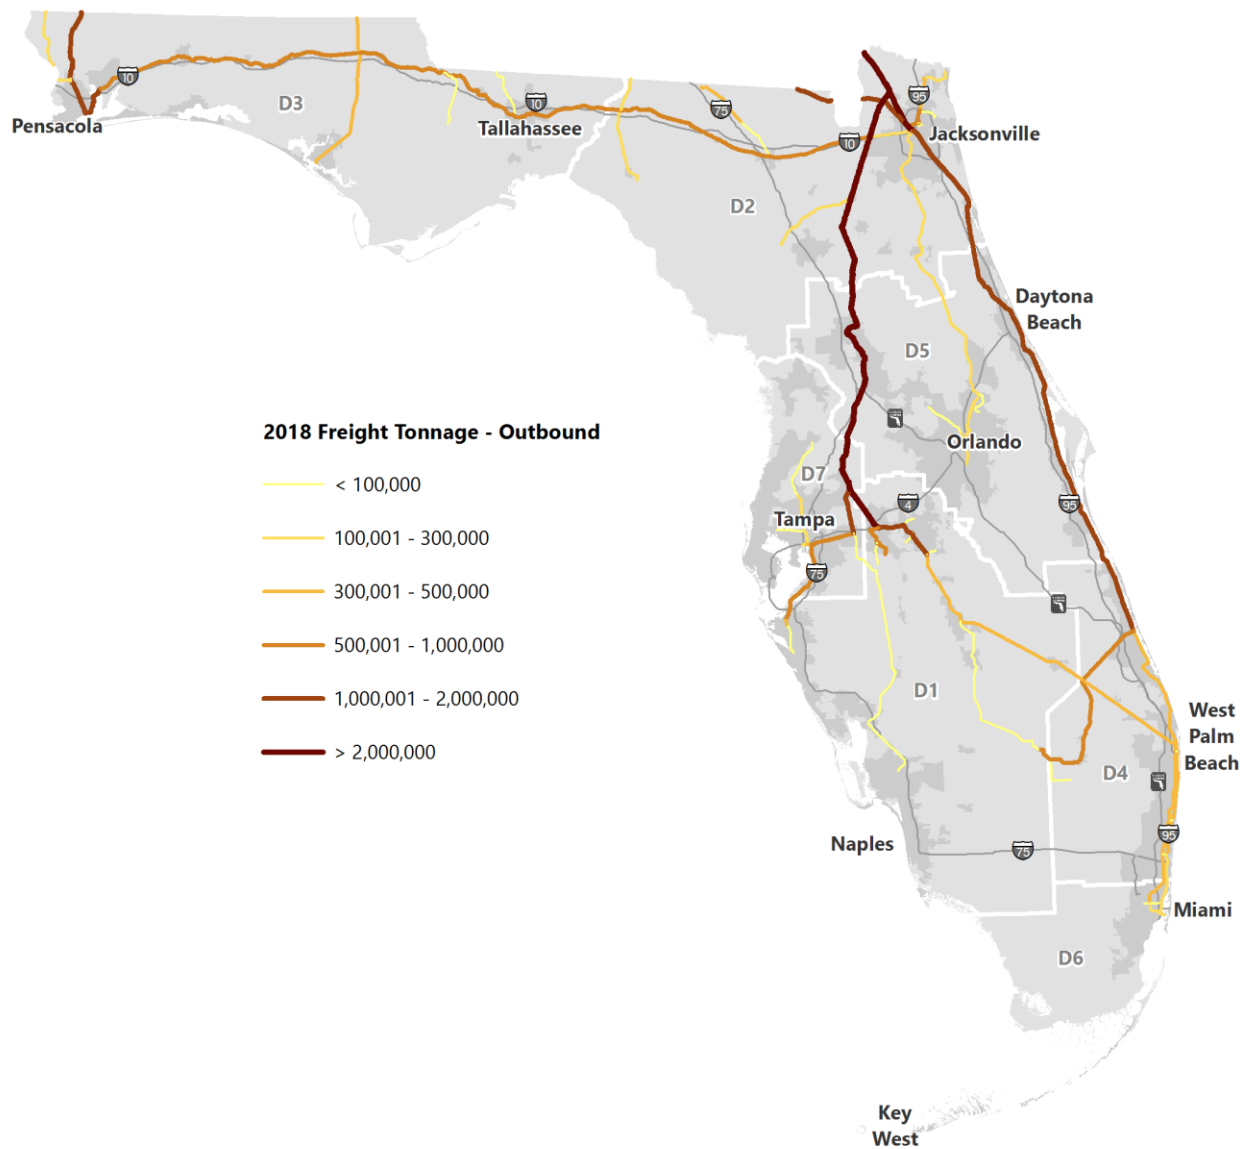 10
D3
Pensacola
10
Tallahassee
75
95
Jacksonville
10
D2
Daytona
Beach
D5
2018 Freight Tonnage - Outbound
< 100,000
100,001 - 300,000
300,001 - 500,000
500,001 - 1,000,000
1,000,001 - 2,000,000
> 2,000,000
Orlando
D7
4
95
Tampa
75
D1
West
Palm
Beach
D4
95
Naples
75
Miami
D6
Key
West